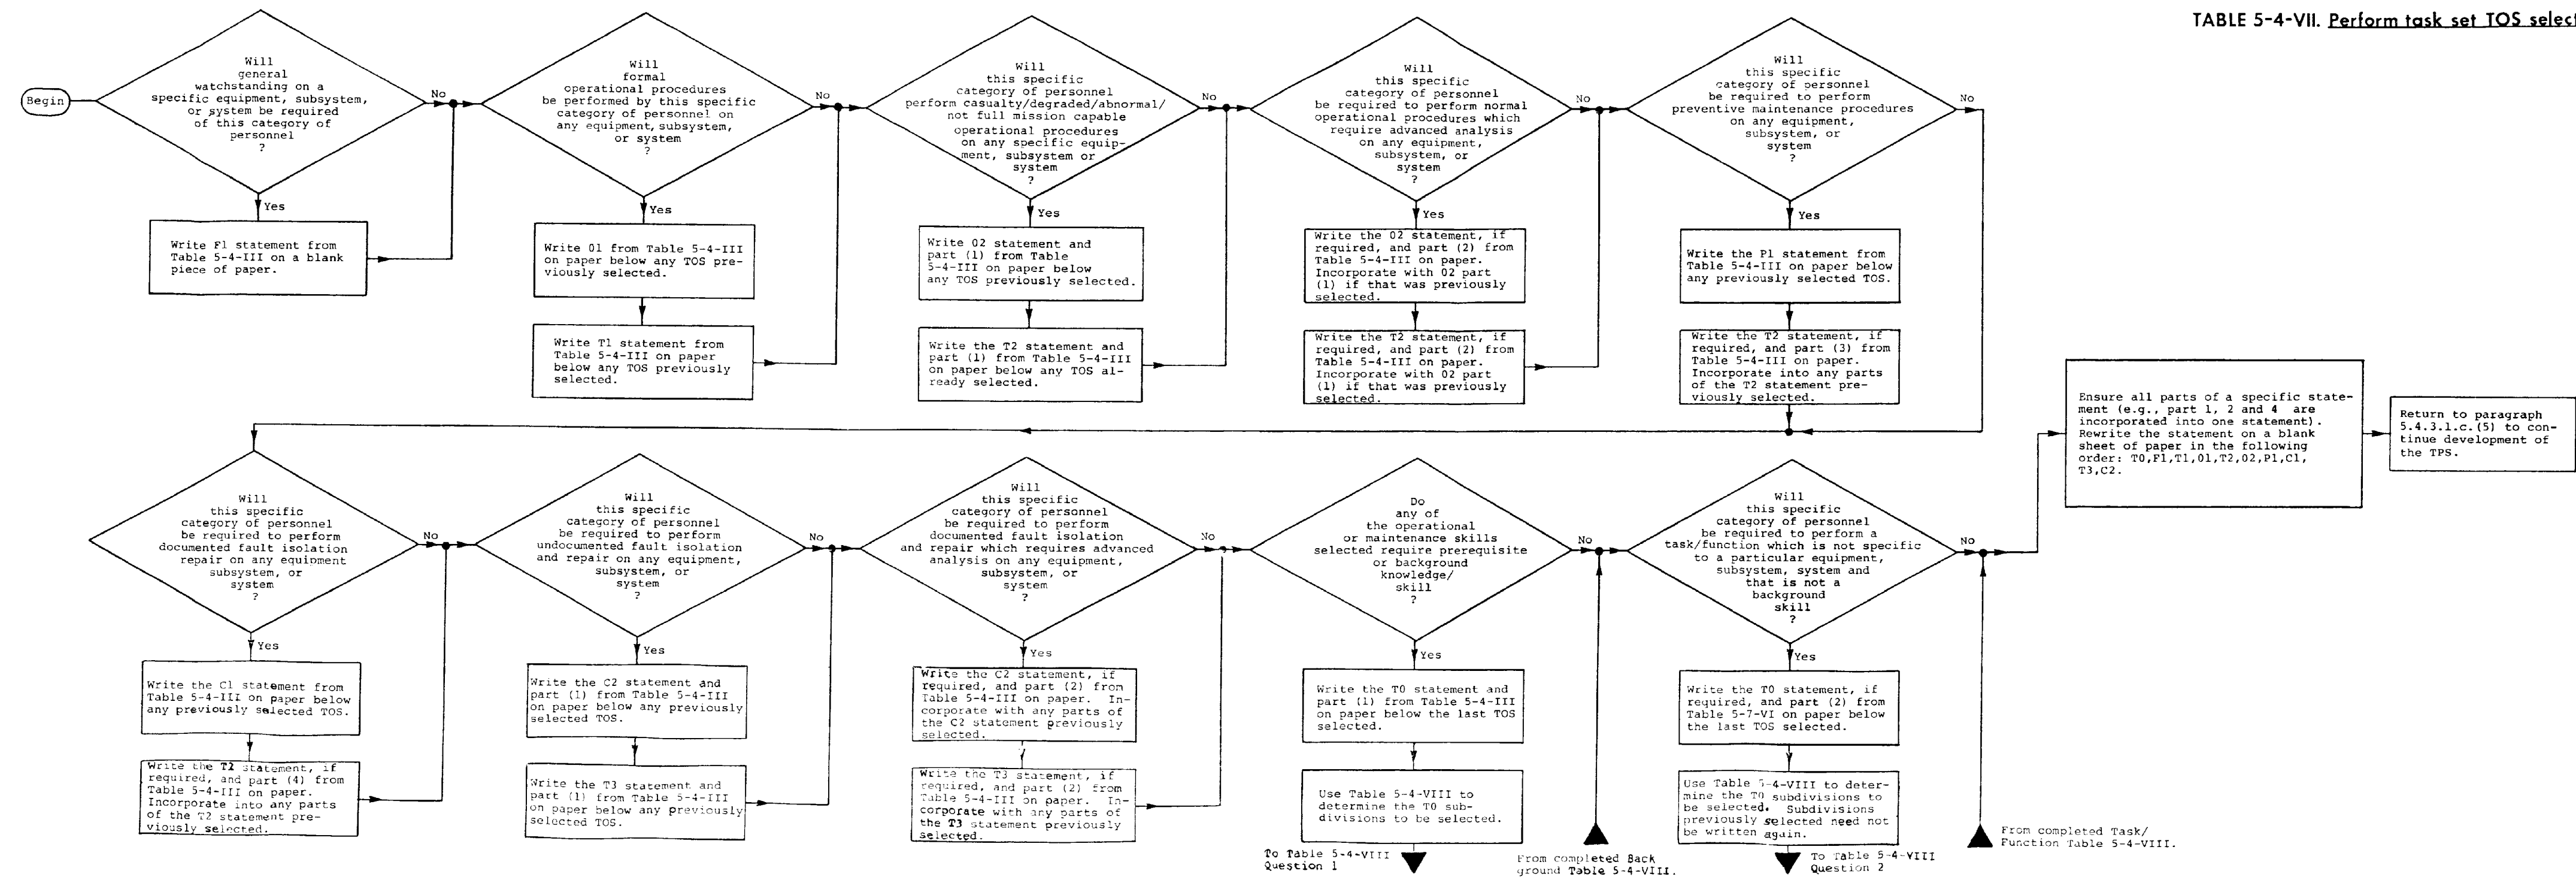 TABLE 5-4-VII. Perform task set TOS selec
Begin
Will
general
watchstanding on a
specific equipment, subsystem,
or system be required
of this category of
personnel
?
No
Yes
Write F1 statement from
Table 5-4-III on a blank
piece of paper.
Will
formal
operational procedures
be performed by this specific
category of personnel on
any equipment, subsystem,
or system
?
No
Yes
Write 01 from Table 5-4-III
on paper below any TOS pre-
viously selected.
Write T1 statement from
Table 5-4-III on paper
below any TOS previously
selected.
Will
this specific
category of personnel
perform casualty/degraded/abnormal/
not full mission capable
operational procedures
on any specific equip-
ment, subsystem or
system
?
No
Yes
Write 02 statement and
part (1) from Table
5-4-III on paper below
any TOS previously selected.
Write the T2 statement and
part (1) from Table 5-4-III
on paper below any TOS al-
ready selected.
Will
this specific
category of personnel
be required to perform normal
operational procedures which
require advanced analysis
on any equipment,
subsystem, or
system
?
No
Yes
Write the 02 statement, if
required, and part (2) from
Table 5-4-III on paper.
Incorporate with 02 part
(1) if that was previously
selected.
Write the T2 statement, if
required, and part (2) from
Table 5-4-III on paper.
Incorporate with 02 part
(1) if that was previously
selected.
Will
this specific
category of personnel
be required to perform
preventive maintenance procedures
on any equipment,
subsystem, or
system
?
No
Yes
Write the P1 statement from
Table 5-4-III on paper below
any previously selected TOS.
Write the T2 statement, if
required, and part (3) from
Table 5-4-III on paper.
Incorporate into any parts
of the T2 statement pre-
viously selected.
Will
this specific
category of personnel
be required to perform
documented fault isolation
repair on any equipment
subsystem, or
system
?
No
Yes
Write the C1 statement from
Table 5-4-III on paper below
any previously selected TOS.
Write the T2 statement, if
required, and part (4) from
Table 5-4-III on paper.
Incorporate into any parts
of the T2 statement pre-
viously selected.
Will
this specific
category of personnel
be required to perform
undocumented fault isolation
and repair on any equipment,
subsystem, or
system
?
No
Yes
Write the C2 statement and
part (1) from Table 5-4-III
on paper below any previously
selected TOS.
Write the T3 statement and
part (1) from Table 5-4-III
on paper below any previously
selected TOS.
Will
this specific
category of personnel
be required to perform
documented fault isolation
and repair which requires advanced
analysis on any equipment,
subsystem, or
system
?
No
Yes
Write the C2 statement, if
required, and part (2) from
Table 5-4-III on paper. In-
corporate with any parts of
the C2 statement previously
selected.
Write the T3 statement, if
required, and part (2) from
Table 5-4-III on paper. In-
corporate with any parts of
the T3 statement previously
selected.
Do
any of
the operational
or maintenance skills
selected require prerequisite
or background
knowledge/
skill
?
No
Yes
Write the T0 statement and
part (1) from Table 5-4-III
on paper below the last TOS
selected.
Use Table 5-4-VIII to
determine the T0 sub-
divisions to be selected.
To Table 5-4-VIII
Question 1
From completed Back
ground Table 5-4-VIII.
Will
this specific
category of personnel
be required to perform a
task/function which is not specific
to a particular equipment,
subsystem, system and
that is not a
background
skill
?
No
Yes
Write the T0 statement, if
required, and part (2) from
Table 5-7-VI on paper below
the last TOS selected.
Use Table 5-4-VIII to deter-
mine the T0 subdivisions to
be selected. Subdivisions
previously selected need not
be written again.
To Table 5-4-VIII
Question 2
From completed Task/
Function Table 5-4-VIII.
Ensure all parts of a specific state-
ment (e.g., part 1, 2 and 4 are
incorporated into one statement).
Rewrite the statement on a blank
sheet of paper in the following
order: T0,F1,T1,01,T2,02,P1,C1,
T3,C2.
Return to paragraph
5.4.3.1.c.(5) to con-
tinue development of
the TPS.